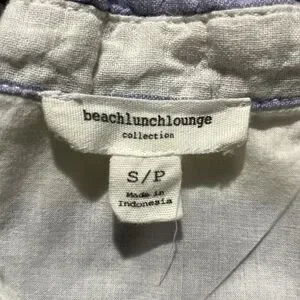 beachlunchlounge
collection
S/P
Made in
Indonesia